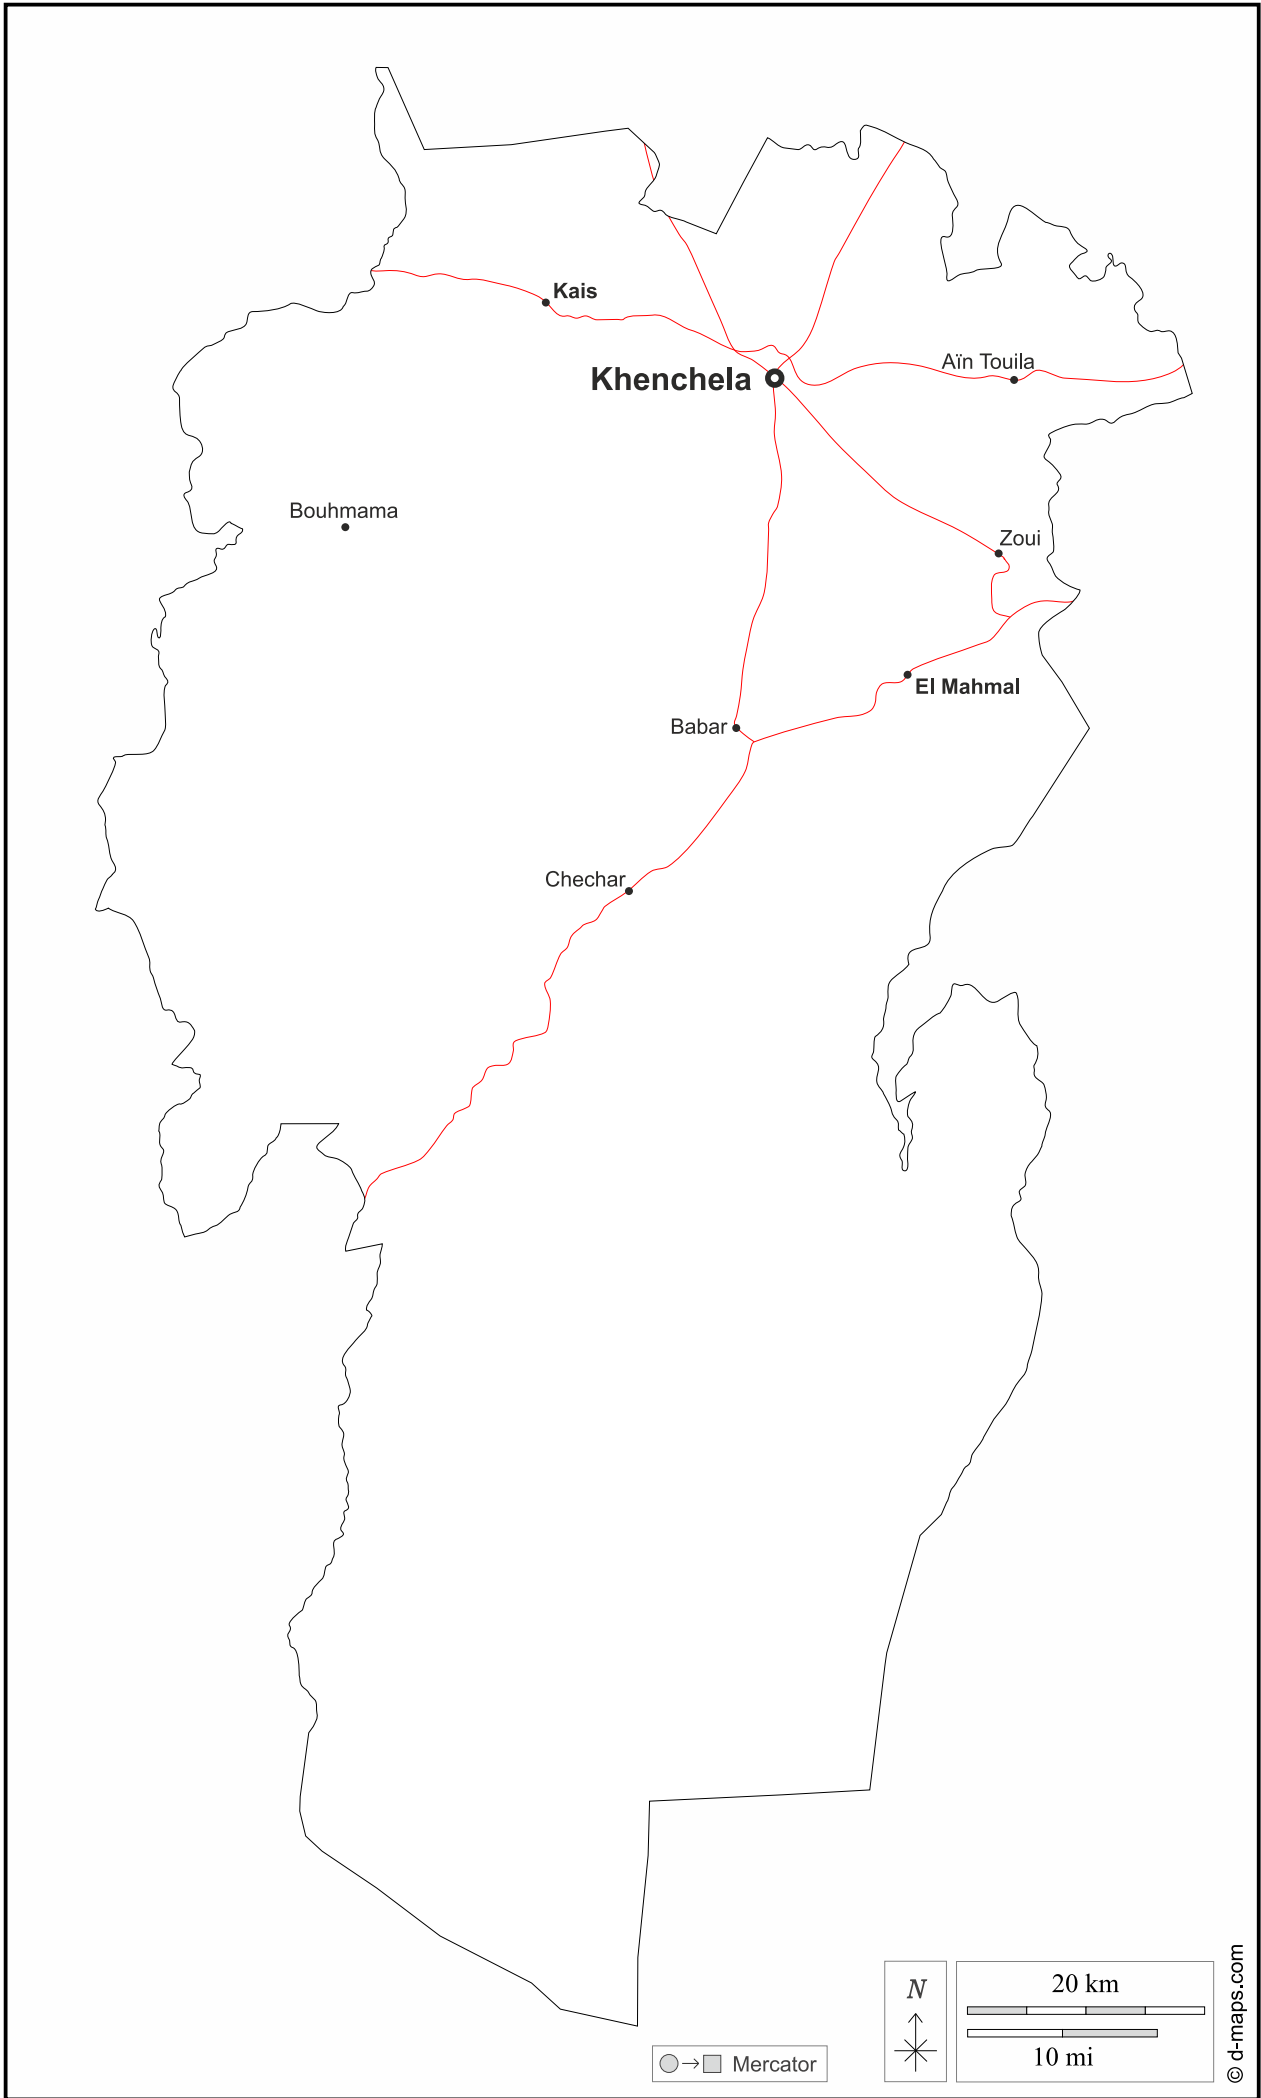 Kais
Khenchela
Aïn Touila
Bouhmama
Zoui
El Mahmal
Babar
Chechar
N
20 km
10 mi
Mercator
© d-maps.com